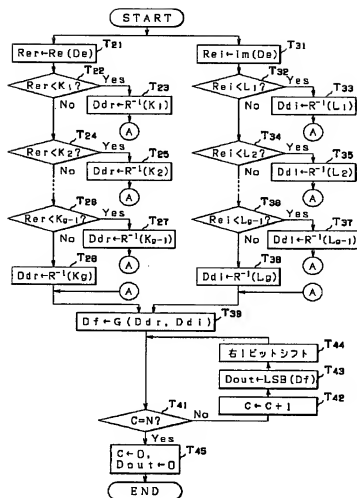 START
Rer←Re(De)
T21
Rei←Im(De)
T31
T22
Rer<K1?
Yes
No
T23
Ddr←R⁻¹(K1)
A
T32
Rei<L1?
Yes
No
T33
Ddi←R⁻¹(L1)
A
T24
Rer<K2?
Yes
No
T25
Ddr←R⁻¹(K2)
A
T34
Rei<L2?
Yes
No
T35
Ddi←R⁻¹(L2)
A
T26
Rer<Kg-1?
Yes
No
T27
Ddr←R⁻¹(Kg-1)
A
T36
Rei<Lg-1?
Yes
No
T37
Ddi←R⁻¹(Lg-1)
A
T28
Ddr←R⁻¹(Kg)
A
T38
Ddi←R⁻¹(Lg)
A
Df←G(Ddr, Ddi)
T39
右1ビットシフト
T44
Dout←LSB(Df)
T43
C←C+1
T42
T41
C=N?
No
Yes
C←0,
Dout←0
T45
END